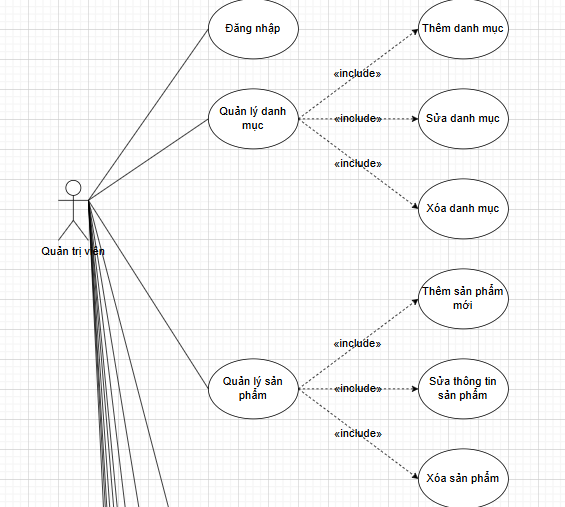 Đăng nhập
Thêm danh mục
«include»
Quản lý danh
mục
«include»
Sửa danh mục
«include»
Xóa danh mục
Quản trị viên
Thêm sản phẩm
mới
«include»
Quản lý sản
phẩm
«include»
Sửa thông tin
sản phẩm
«include»
Xóa sản phẩm